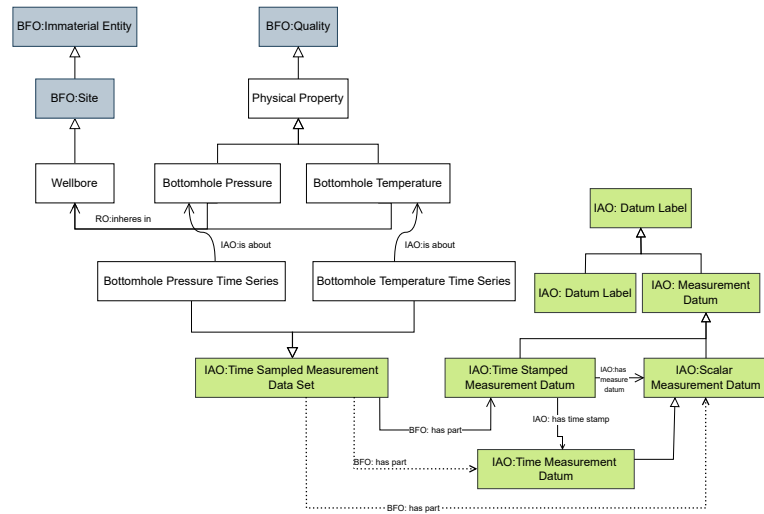 BFO:Immaterial Entity
BFO:Quality
BFO:Site
Physical Property
Wellbore
Bottomhole Pressure
Bottomhole Temperature
RO:inheres in
IAO:is about
IAO:is about
IAO: Datum Label
Bottomhole Pressure Time Series
Bottomhole Temperature Time Series
IAO: Datum Label
IAO: Measurement
Datum
IAO:Time Sampled Measurement
Data Set
IAO:Time Stamped
Measurement Datum
IAO:has
measure
datum
IAO:Scalar
Measurement Datum
BFO: has part
IAO: has time stamp
BFO: has part
IAO:Time Measurement
Datum
BFO: has part